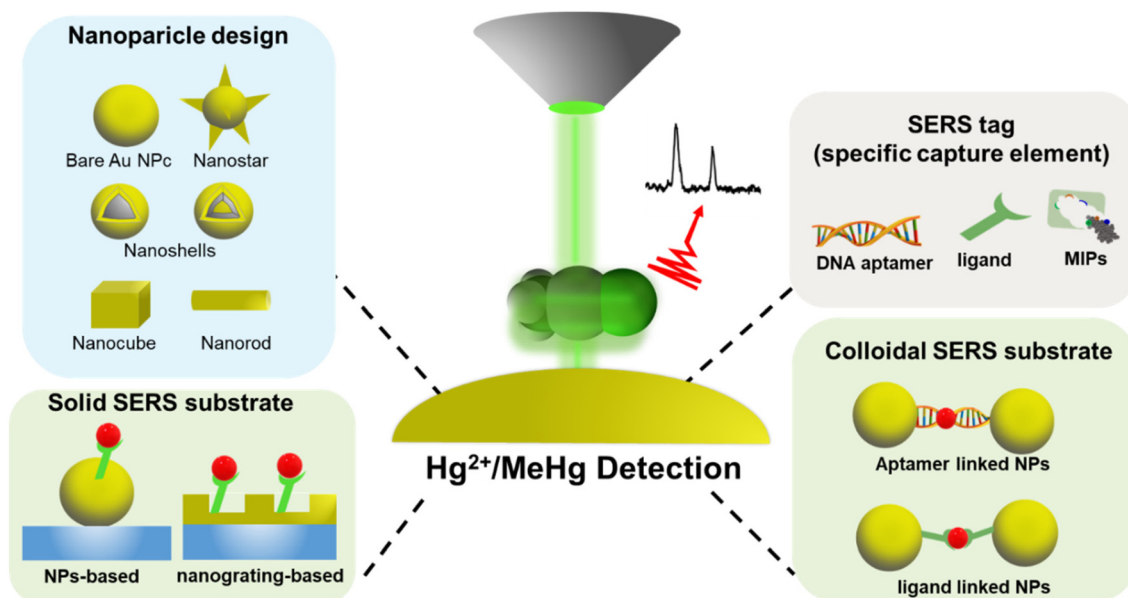 Nanoparicle design
Bare Au NPc
Nanostar
Nanoshells
Nanocube
Nanorod
Solid SERS substrate
NPs-based
nanograting-based
Hg²⁺/MeHg Detection
SERS tag
(specific capture element)
DNA aptamer
ligand
MIPs
Colloidal SERS substrate
Aptamer linked NPs
ligand linked NPs